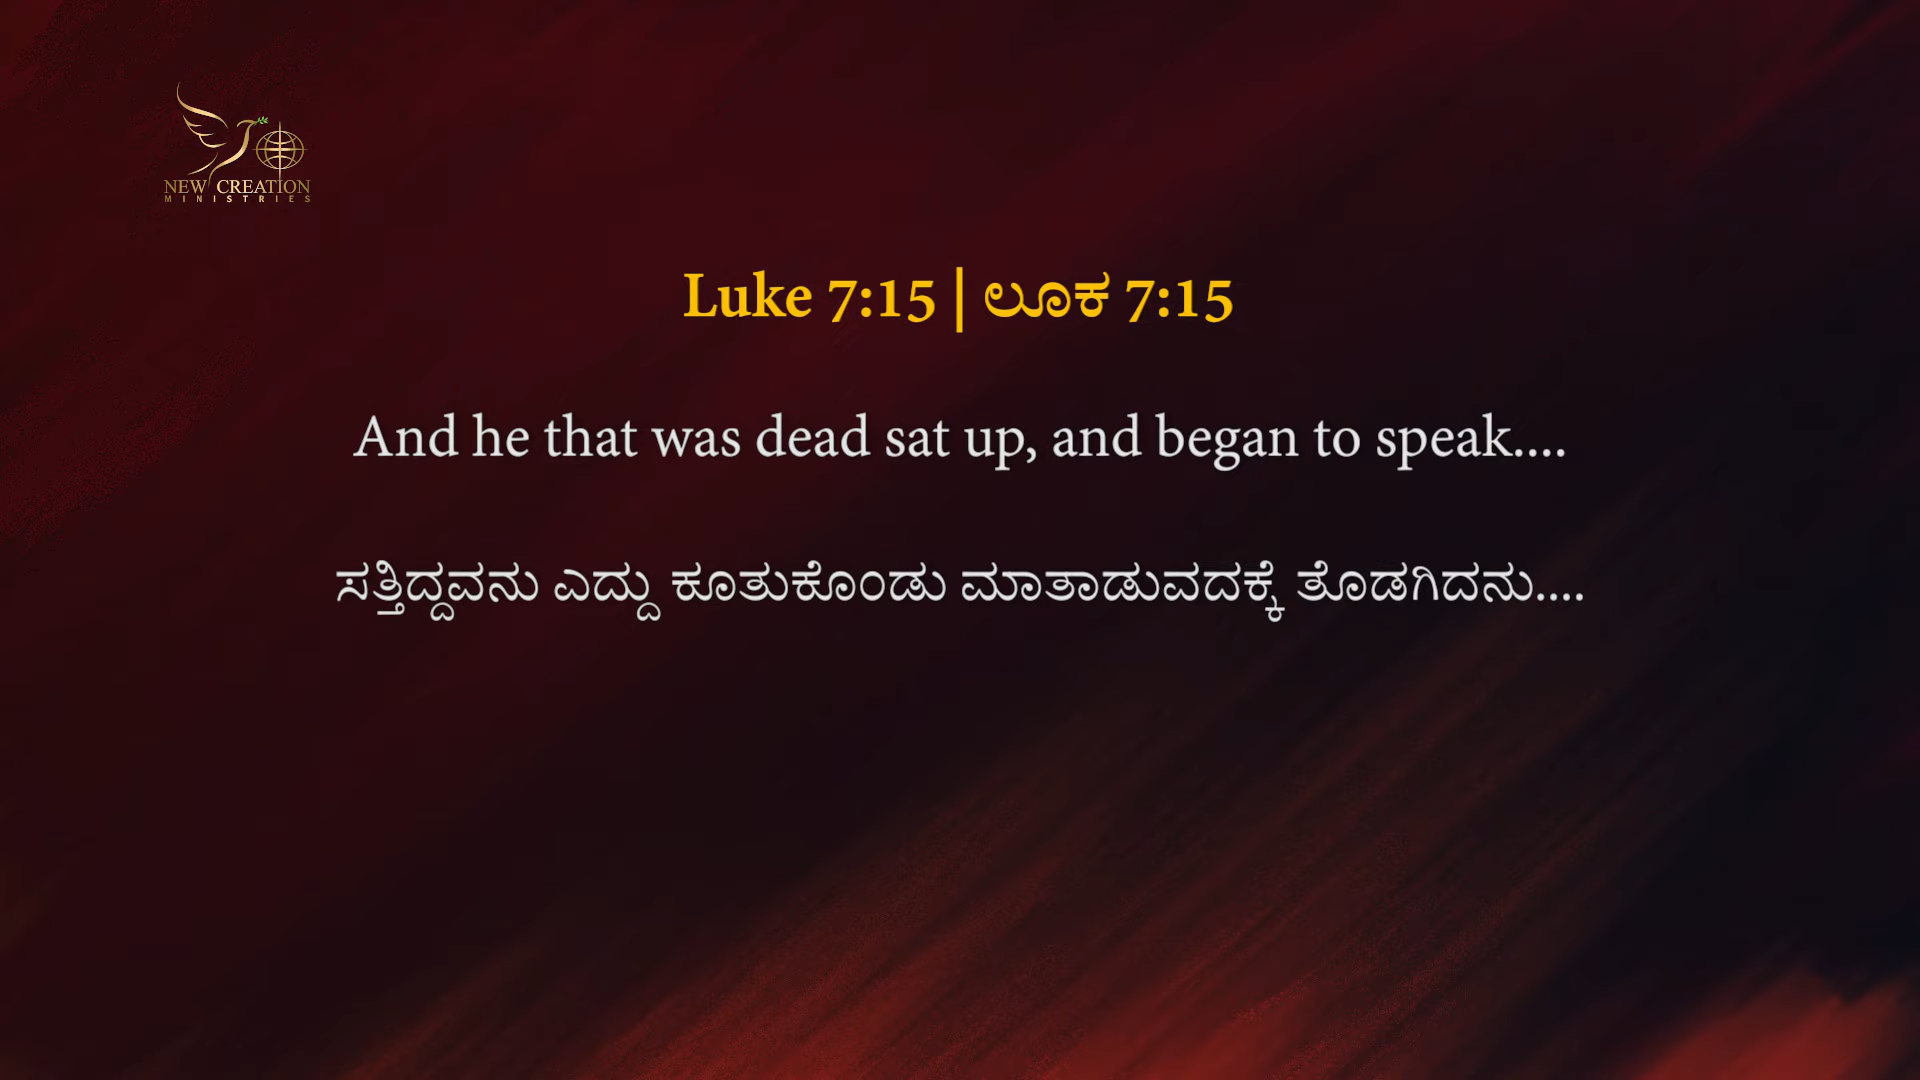 NEW CREATION
MINISTRIES
Luke 7:15 | ಲೂಕ 7:15
And he that was dead sat up, and began to speak....
ಸತ್ತಿದ್ದವನು ಎದ್ದು ಕೂತುಕೊಂಡು ಮಾತಾಡುವದಕ್ಕೆ ತೊಡಗಿದನು....